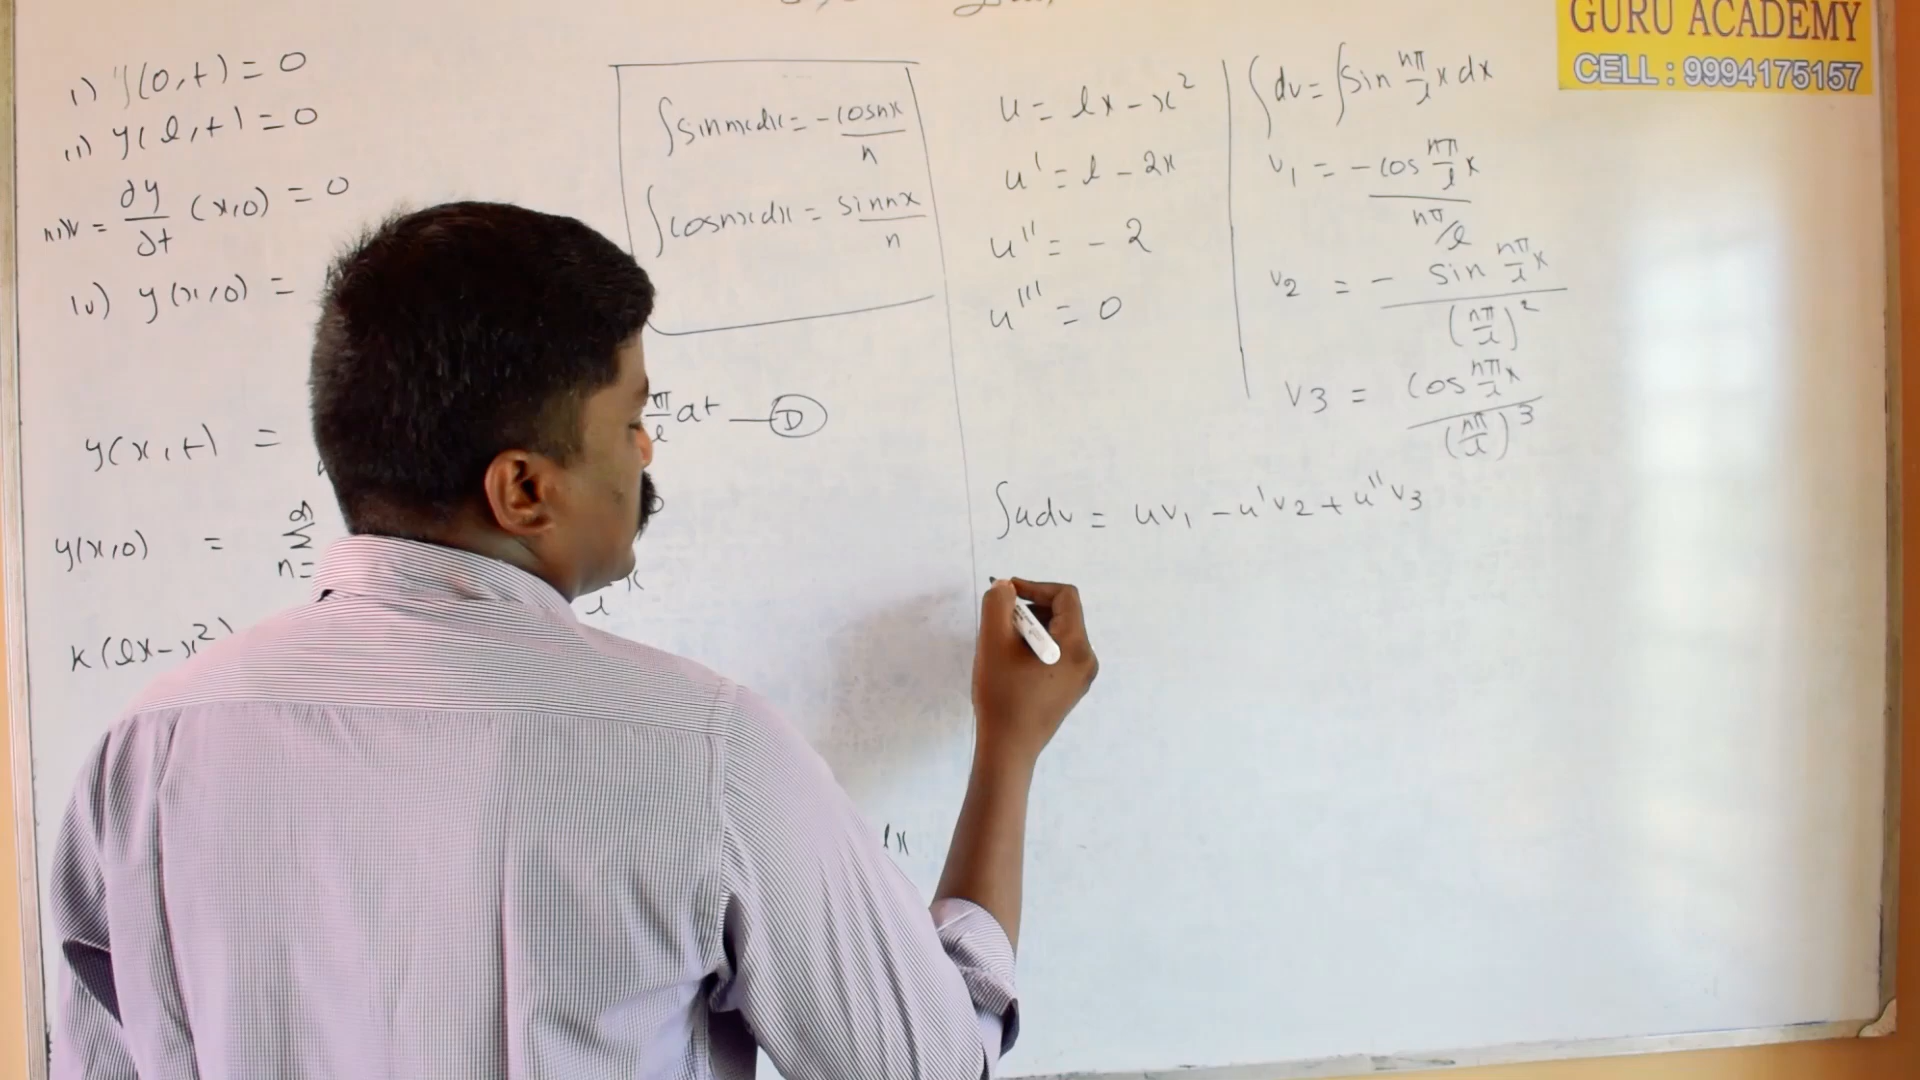 i) y(0,t) = 0
ii) y(l,t) = 0
∂y/∂t (x,0) = 0
iv) y(x,0) =
y(x,t) =
π/l at — D
y(x,0) = ∞ Σ n=
x
l
k(lx - x²)
lx
∫sin nx dx = -cos nx/n
∫cos nx dx = sin nx/n
u = lx - x²
u' = l - 2x
u'' = - 2
u''' = 0
∫dv = ∫sin nπ/l x dx
v₁ = -cos nπ/l x / nπ/l
v₂ = - sin nπ/l x / (nπ/l)²
v₃ = cos nπ/l x / (nπ/l)³
∫u dv = uv₁ - u'v₂ + u''v₃
GURU ACADEMY
CELL : 9994175157